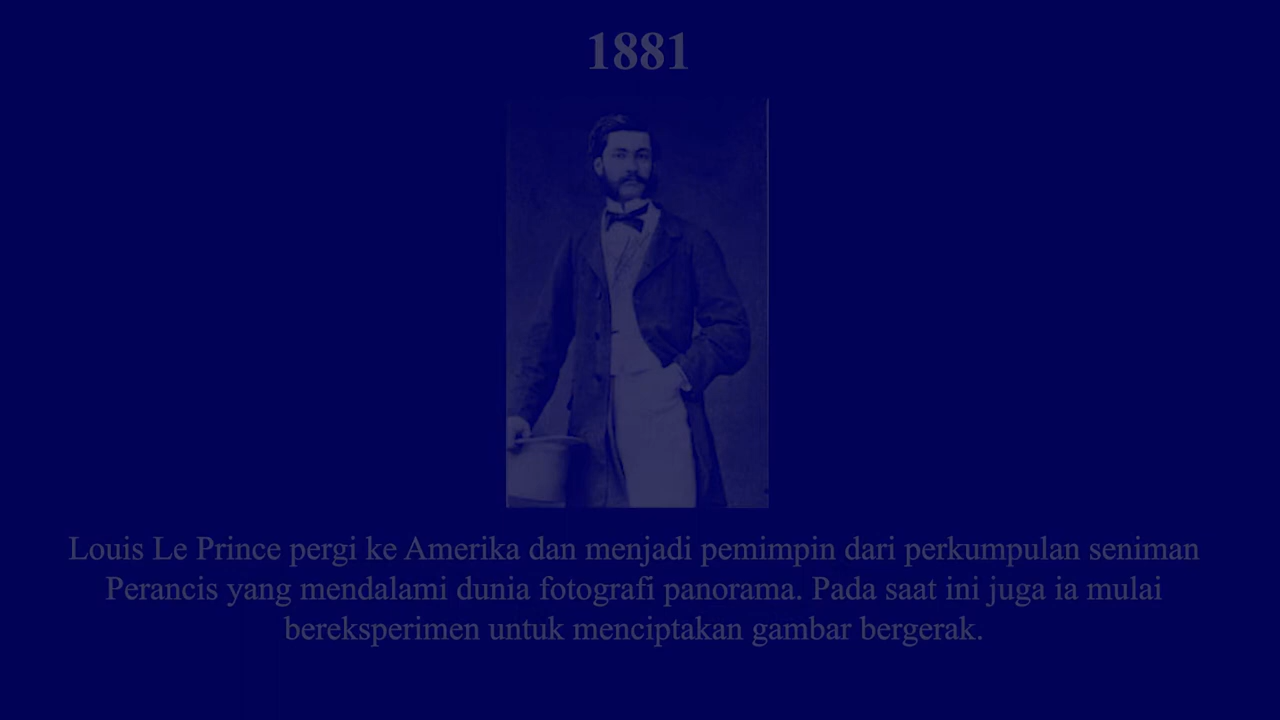 1881
Louis Le Prince pergi ke Amerika dan menjadi pemimpin dari perkumpulan seniman
Perancis yang mendalami dunia fotografi panorama. Pada saat ini juga ia mulai
bereksperimen untuk menciptakan gambar bergerak.